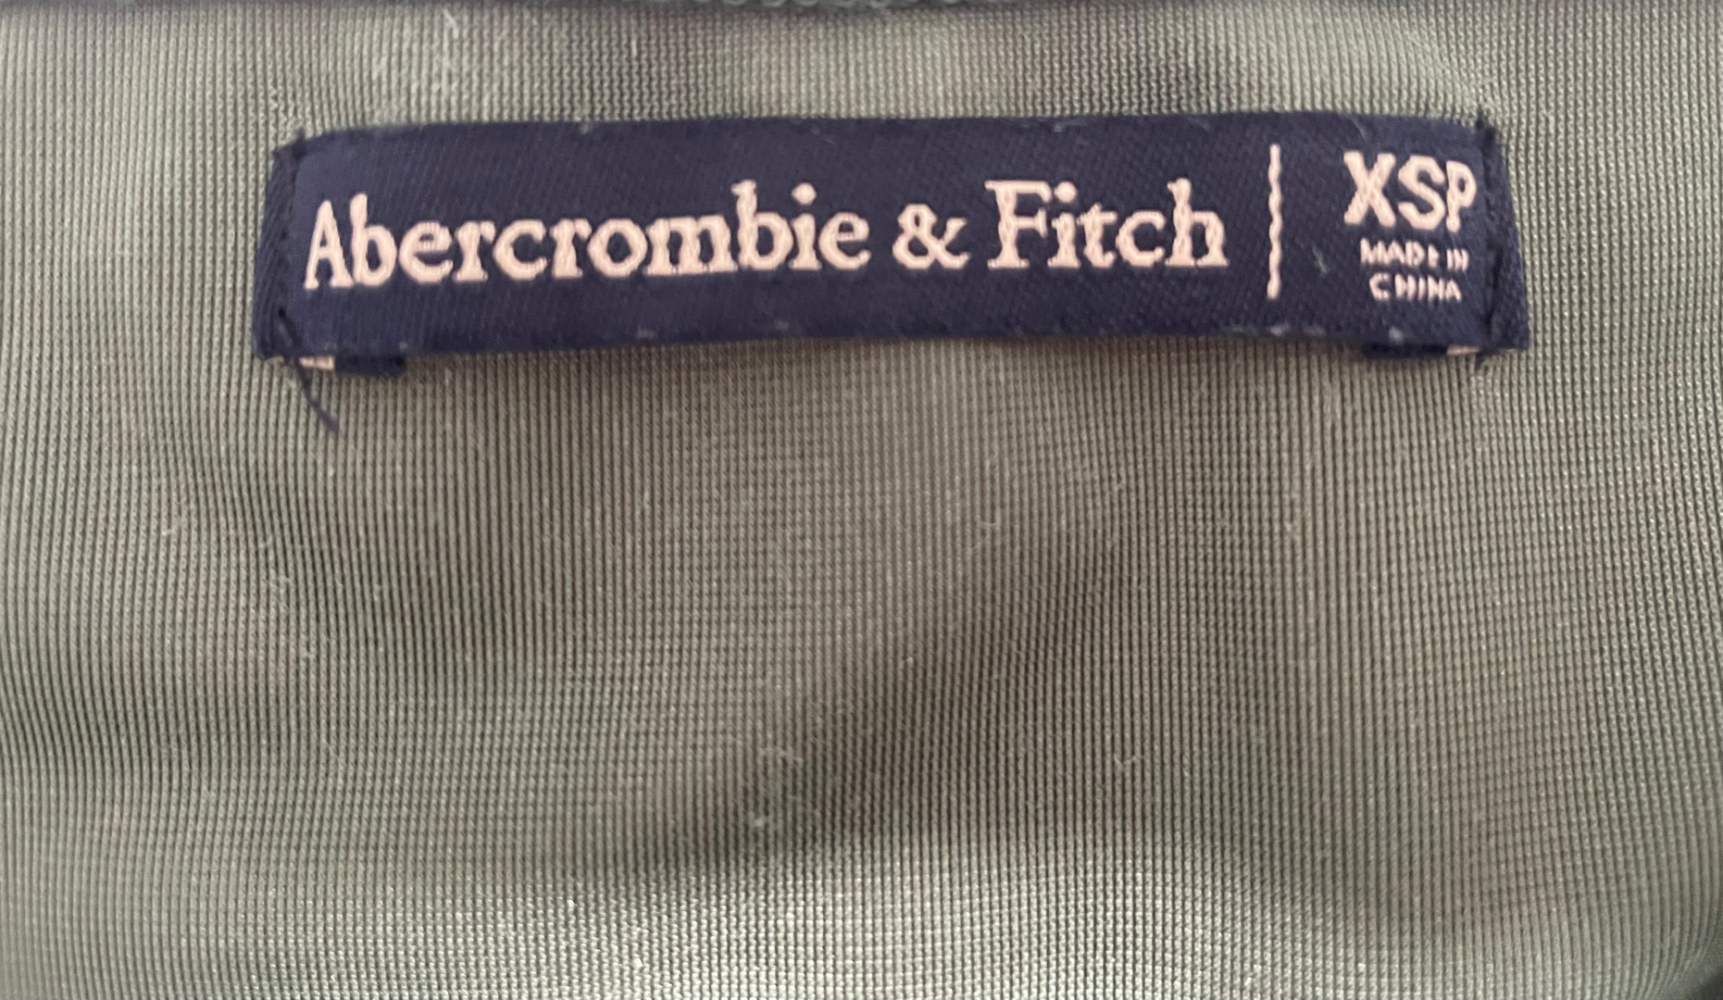 Abercrombie & Fitch | XSP
MADE IN
CHINA